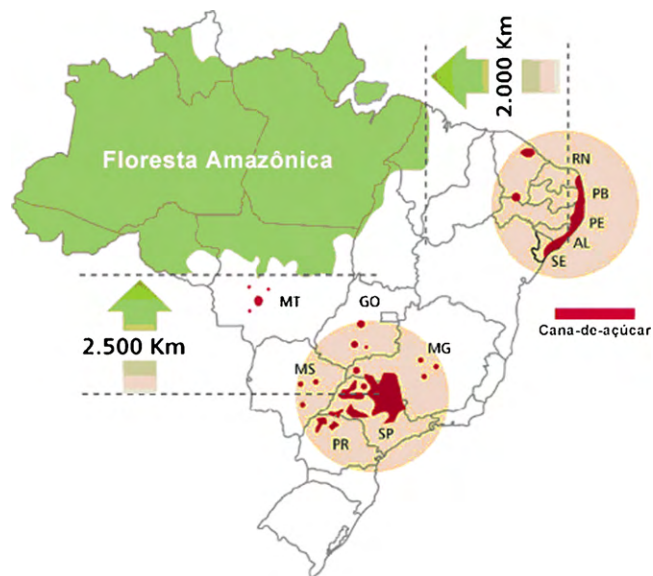 2.000 Km
Floresta Amazônica
RN
PB
PE
AL
SE
Cana-de-açúcar
MT
GO
2.500 Km
MG
MS
SP
PR